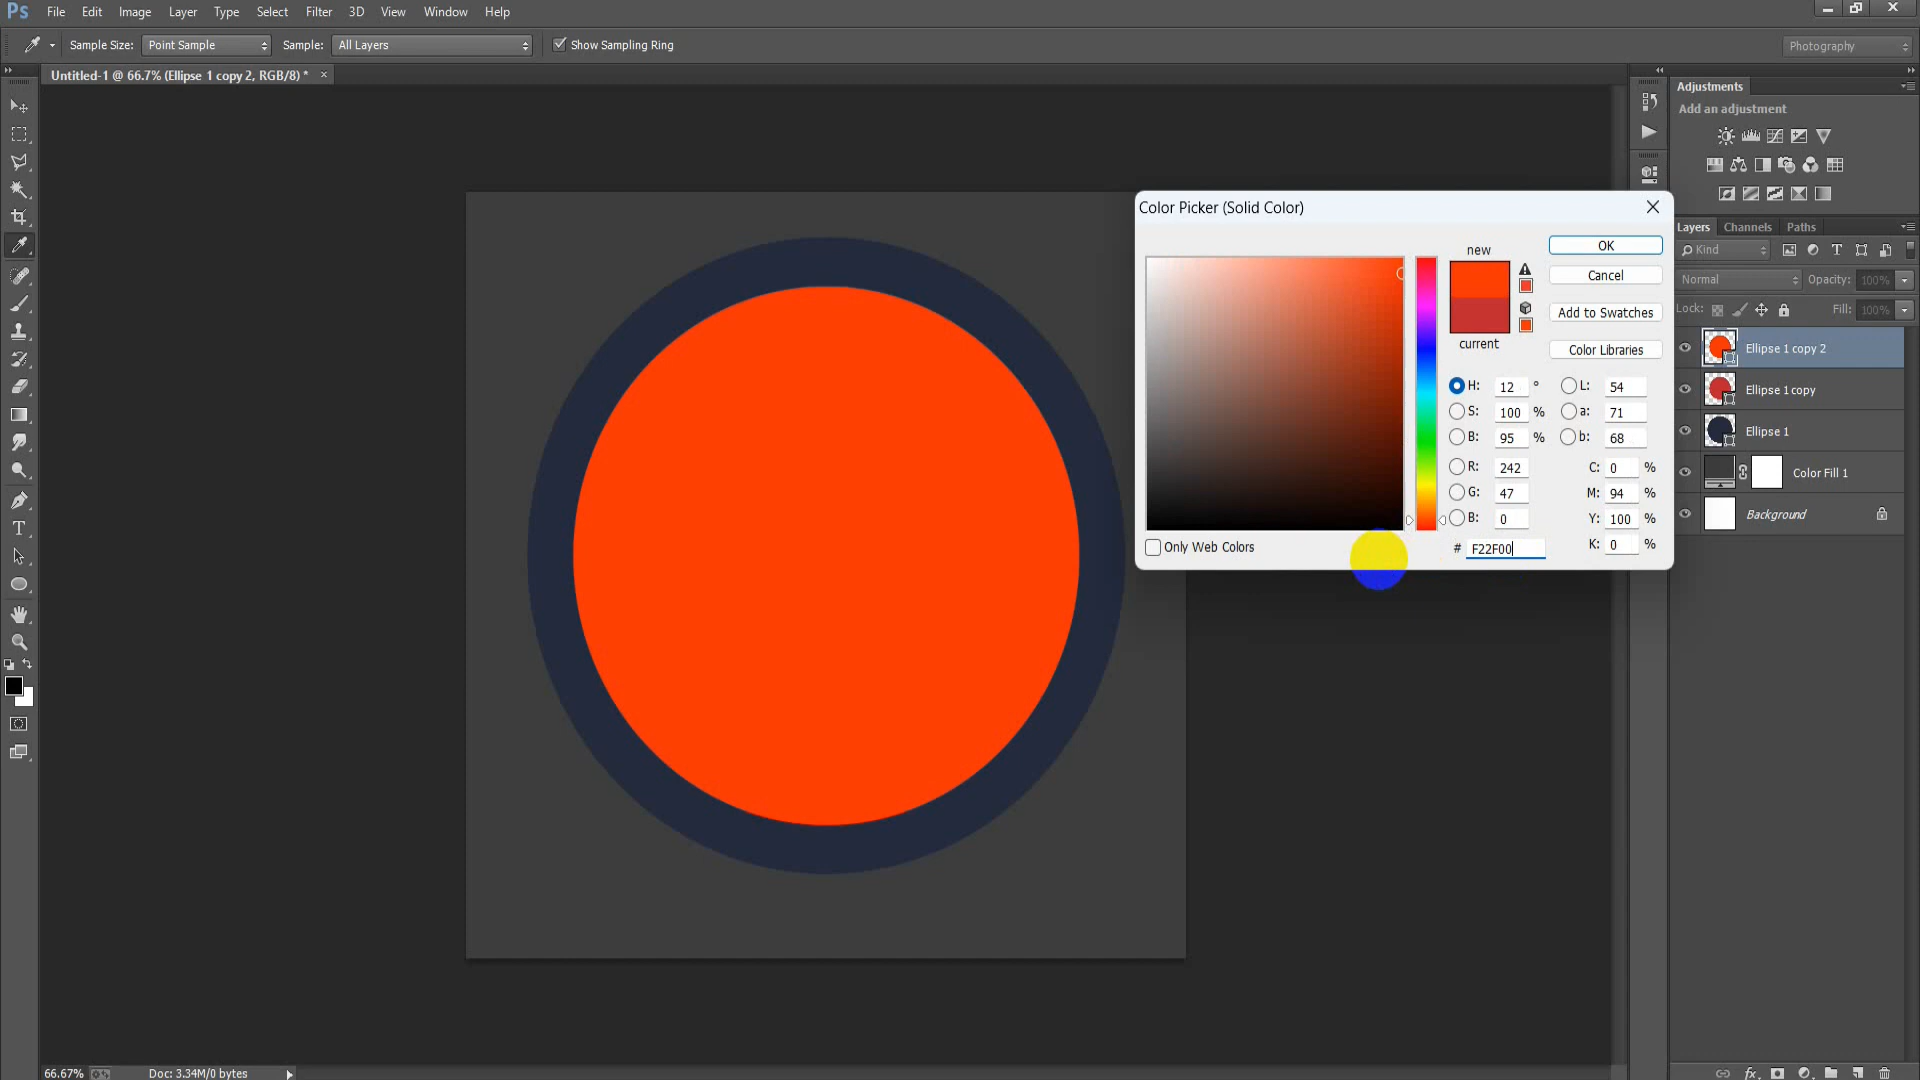 Ps File Edit Image Layer Type Select Filter 3D View Window Help
Sample Size: Point Sample Sample: All Layers Show Sampling Ring Photography
Untitled-1 @ 66.7% (Ellipse 1 copy 2, RGB/8) * ×
Adjustments
Add an adjustment
Color Picker (Solid Color)
new
OK
Cancel
Add to Swatches
current
Color Libraries
H: 12 ° L: 54
S: 100 % a: 71
B: 95 % b: 68
R: 242 C: 0 %
G: 47 M: 94 %
B: 0 Y: 100 %
Only Web Colors # F22F00 K: 0 %
Layers Channels Paths
Kind T
Normal Opacity: 100%
Lock: Fill: 100%
Ellipse 1 copy 2
Ellipse 1 copy
Ellipse 1
Color Fill 1
Background
T
66.67% Doc: 3.34M/0 bytes
fx